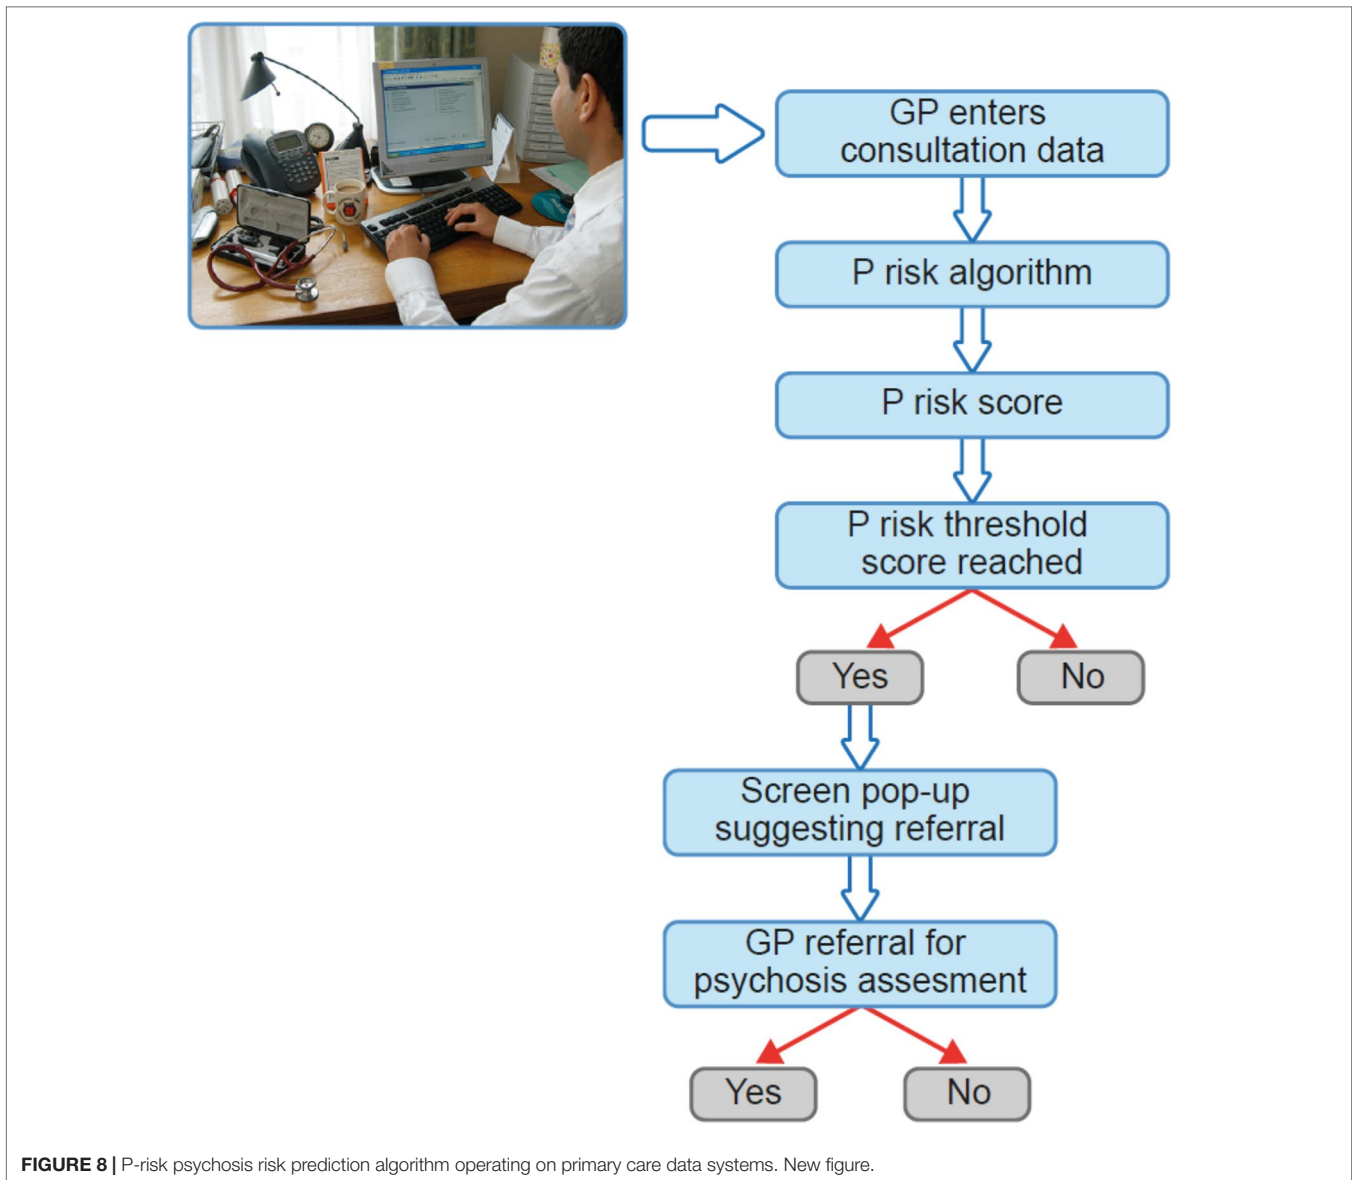 GP enters
consultation data
P risk algorithm
P risk score
P risk threshold
score reached
Yes
No
Screen pop-up
suggesting referral
GP referral for
psychosis assesment
Yes
No
FIGURE 8 | P-risk psychosis risk prediction algorithm operating on primary care data systems. New figure.